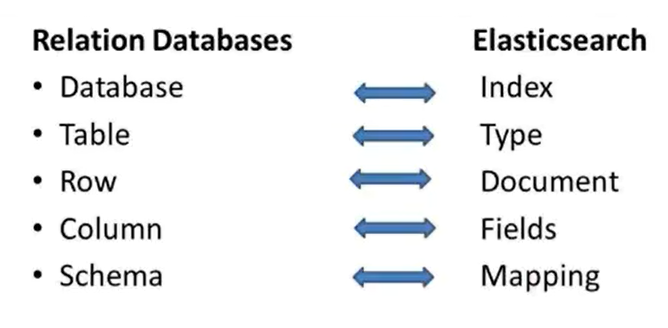 Relation Databases Elasticsearch
• Database Index
• Table Type
• Row Document
• Column Fields
• Schema Mapping